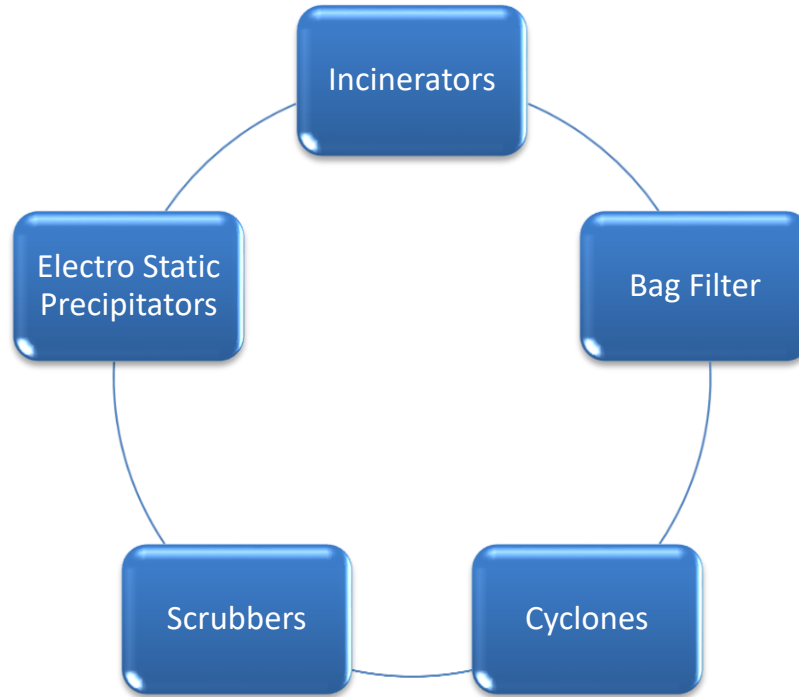 Incinerators
Electro Static
Precipitators
Bag Filter
Scrubbers
Cyclones